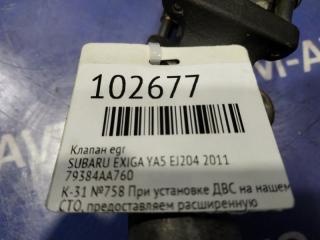 102677
Клапан egr
SUBARU EXIGA YA5 EJ204 2011
79384AA760
К-31 №758 При установке ДВС на нашем
СТО, предоставляем расширенную